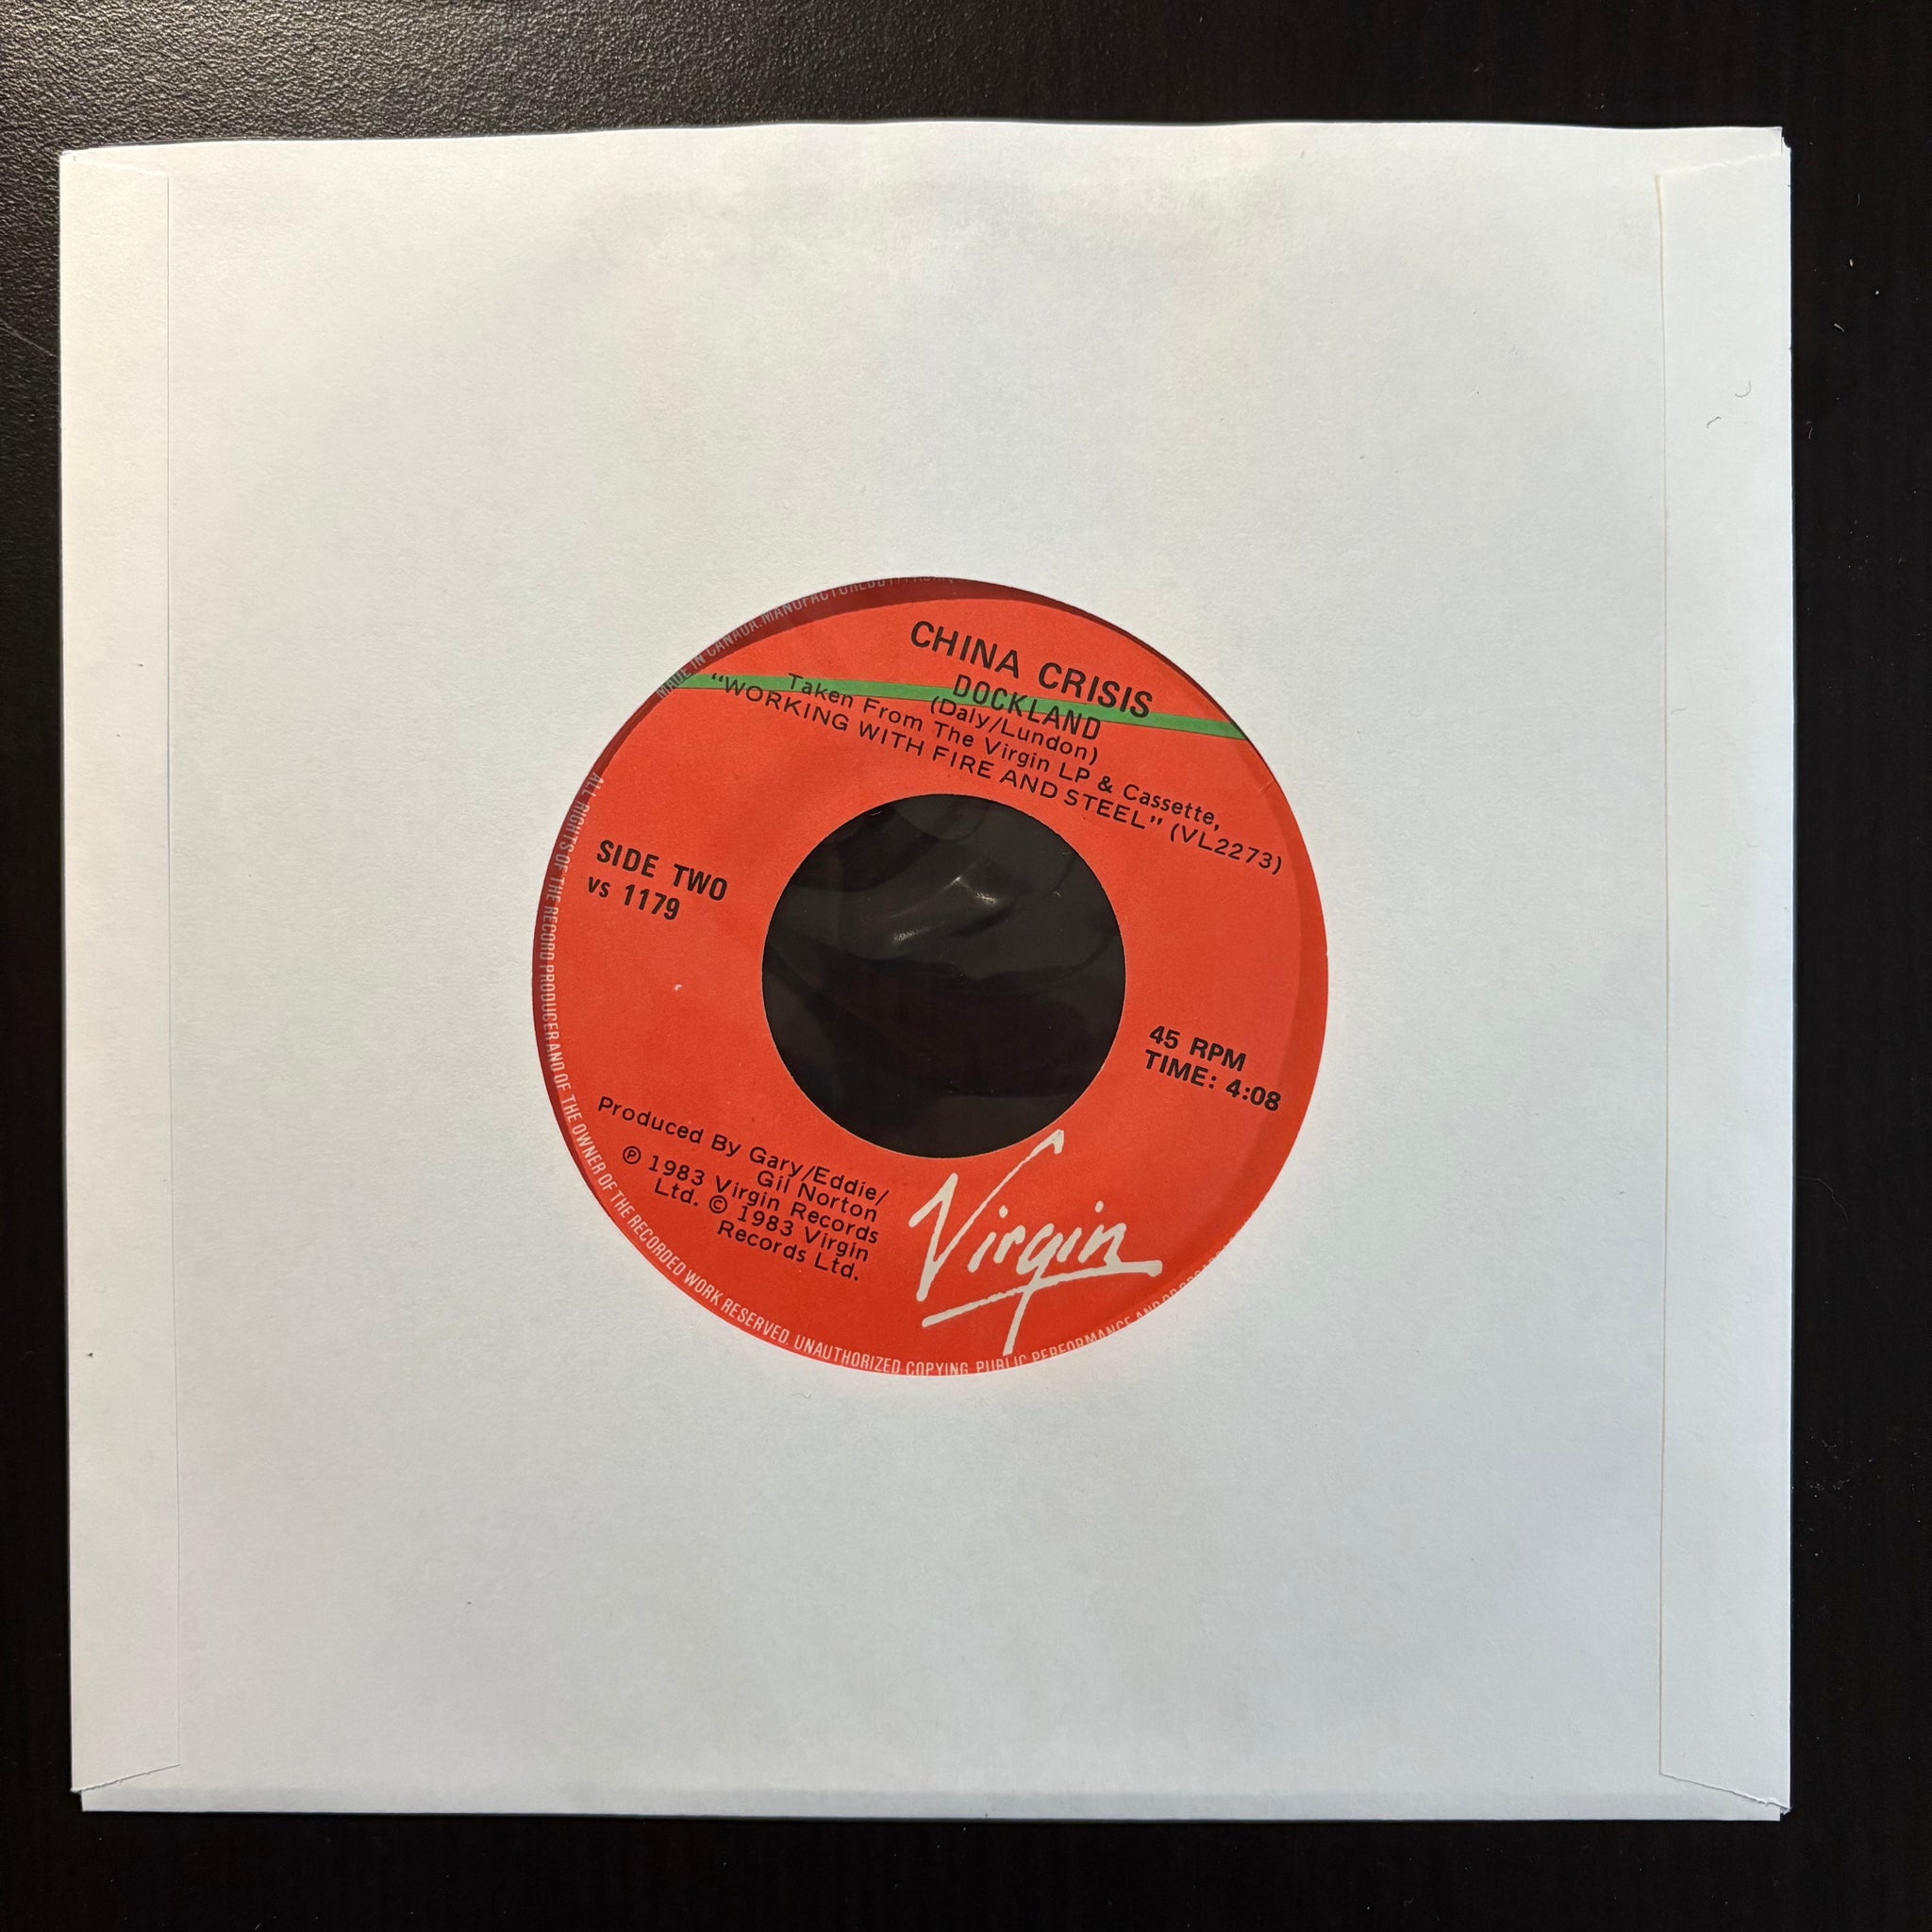 CHINA CRISIS
DOCKLAND
(Daly/Lundon)
Taken From The Virgin LP & Cassette,
"WORKING WITH FIRE AND STEEL" (VL2273)
SIDE TWO
vs 1179
45 RPM
TIME: 4:08
Produced By Gary/Eddie/
Gil Norton
℗ 1983 Virgin Records
Ltd. © 1983 Virgin
Records Ltd.
Virgin
MADE IN CANADA. MANUFACTURED
ALL RIGHTS OF THE RECORD PRODUCER AND OF THE OWNER OF THE RECORDED WORK RESERVED. UNAUTHORIZED COPYING, PUBLIC PERFORMANCE AND